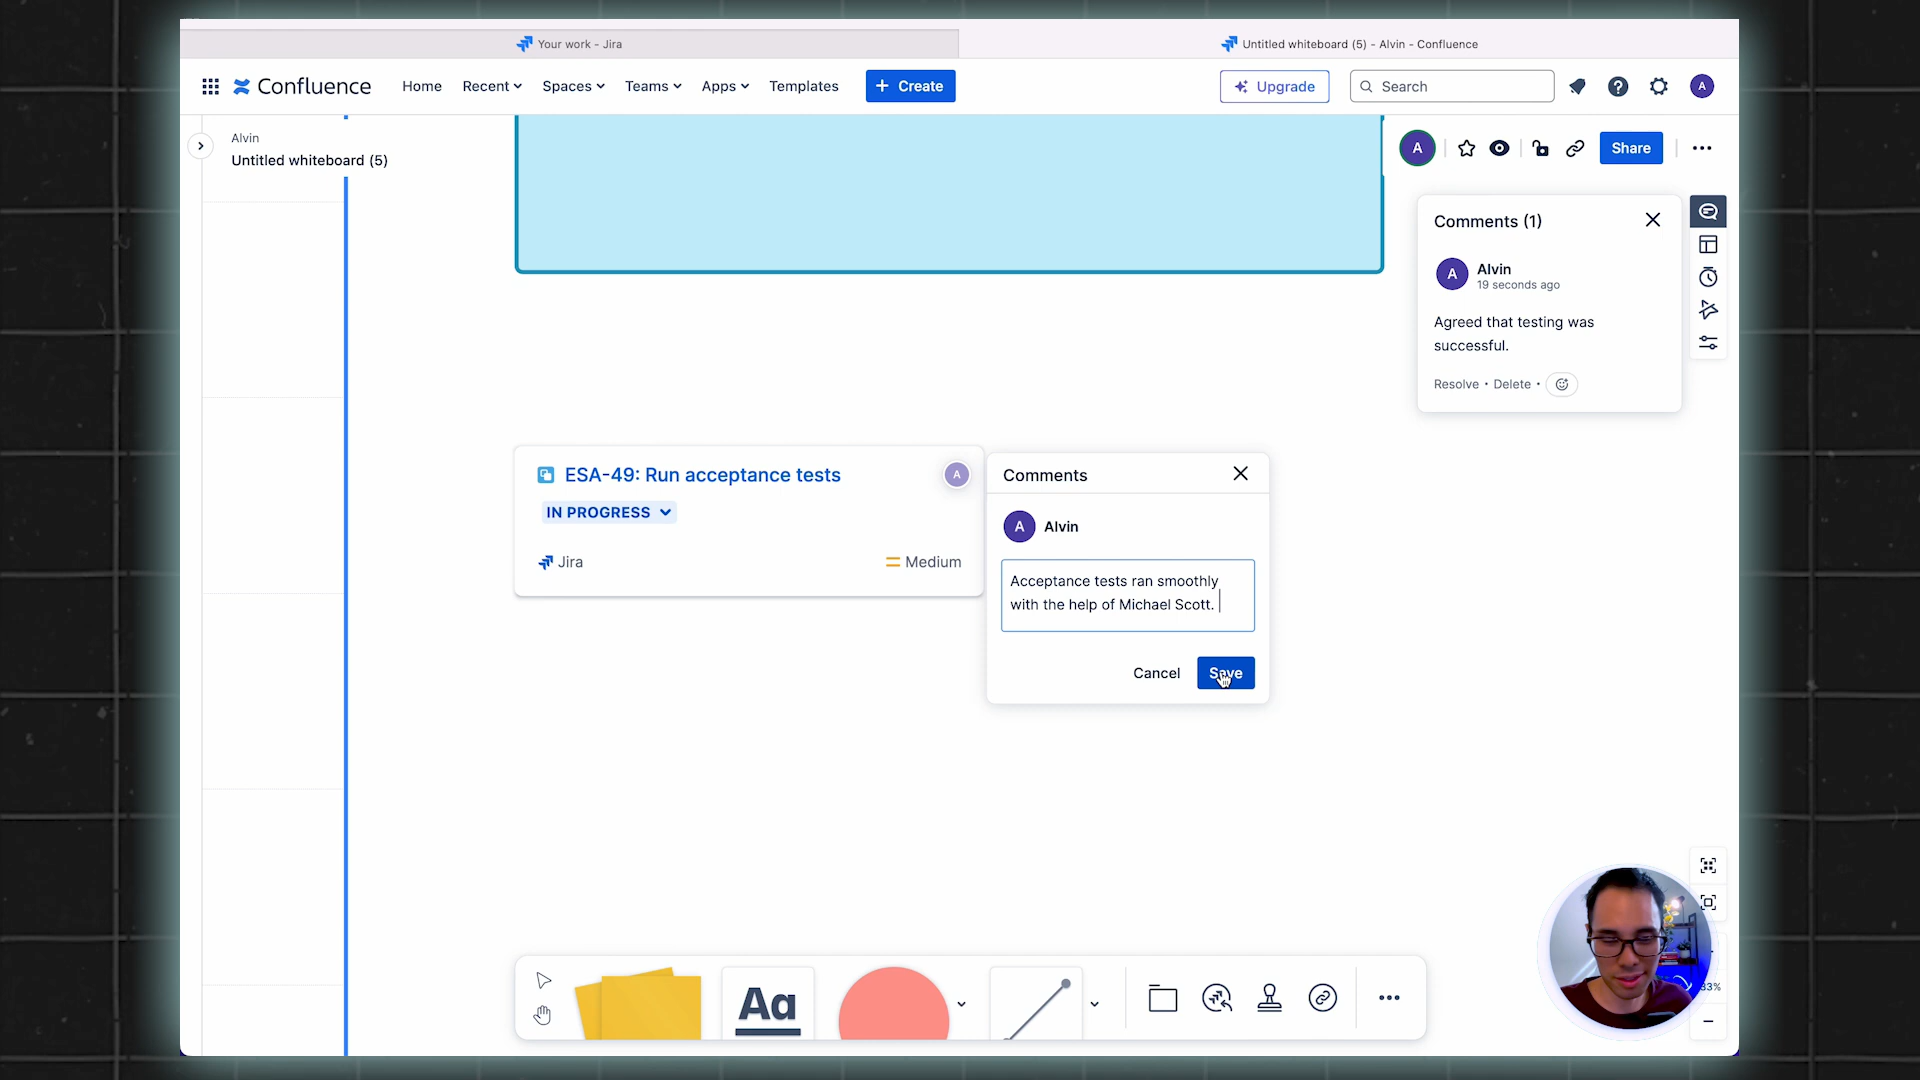 Your work - Jira
Untitled whiteboard (5) - Alvin - Confluence
Confluence
Home
Recent
Spaces
Teams
Apps
Templates
+ Create
Upgrade
Search
A
Alvin
Untitled whiteboard (5)
A
Share
Comments (1)
A
Alvin
19 seconds ago
Agreed that testing was
successful.
Resolve • Delete •
ESA-49: Run acceptance tests
A
IN PROGRESS
Jira
Medium
Comments
A
Alvin
Acceptance tests ran smoothly
with the help of Michael Scott.
Cancel
Save
Aa